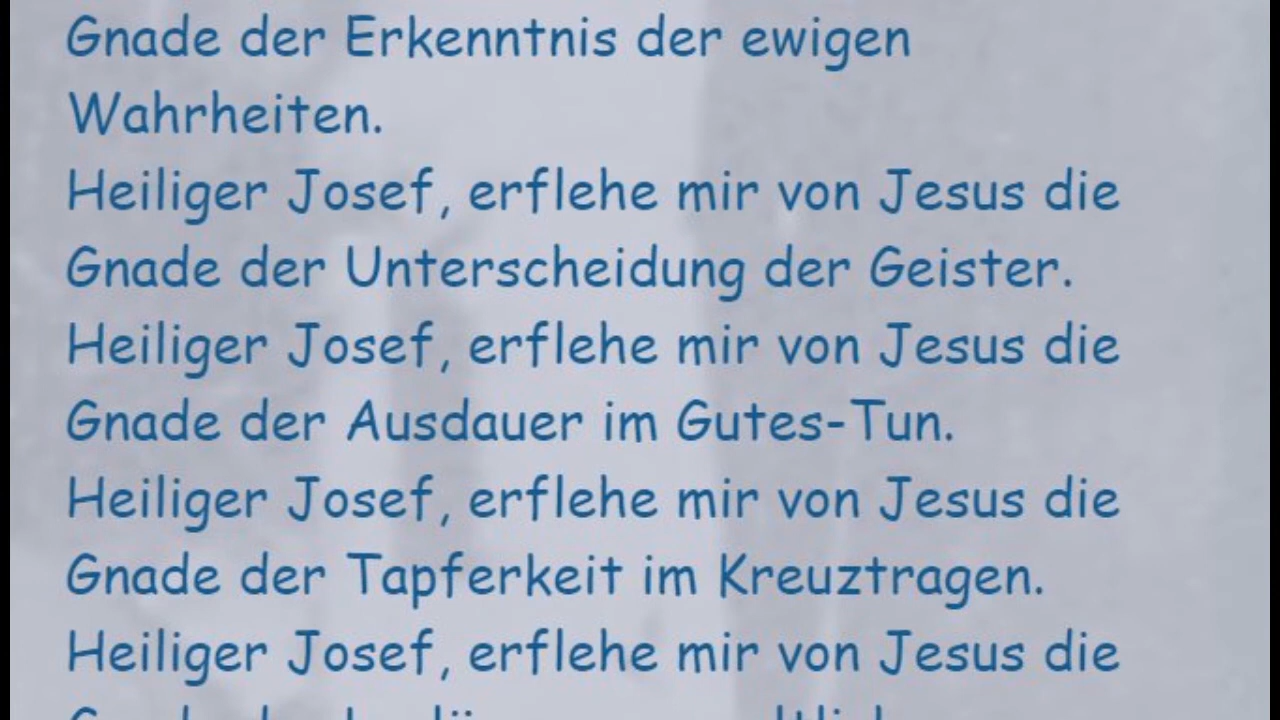 Gnade der Erkenntnis der ewigen
Wahrheiten.
Heiliger Josef, erflehe mir von Jesus die
Gnade der Unterscheidung der Geister.
Heiliger Josef, erflehe mir von Jesus die
Gnade der Ausdauer im Gutes-Tun.
Heiliger Josef, erflehe mir von Jesus die
Gnade der Tapferkeit im Kreuztragen.
Heiliger Josef, erflehe mir von Jesus die